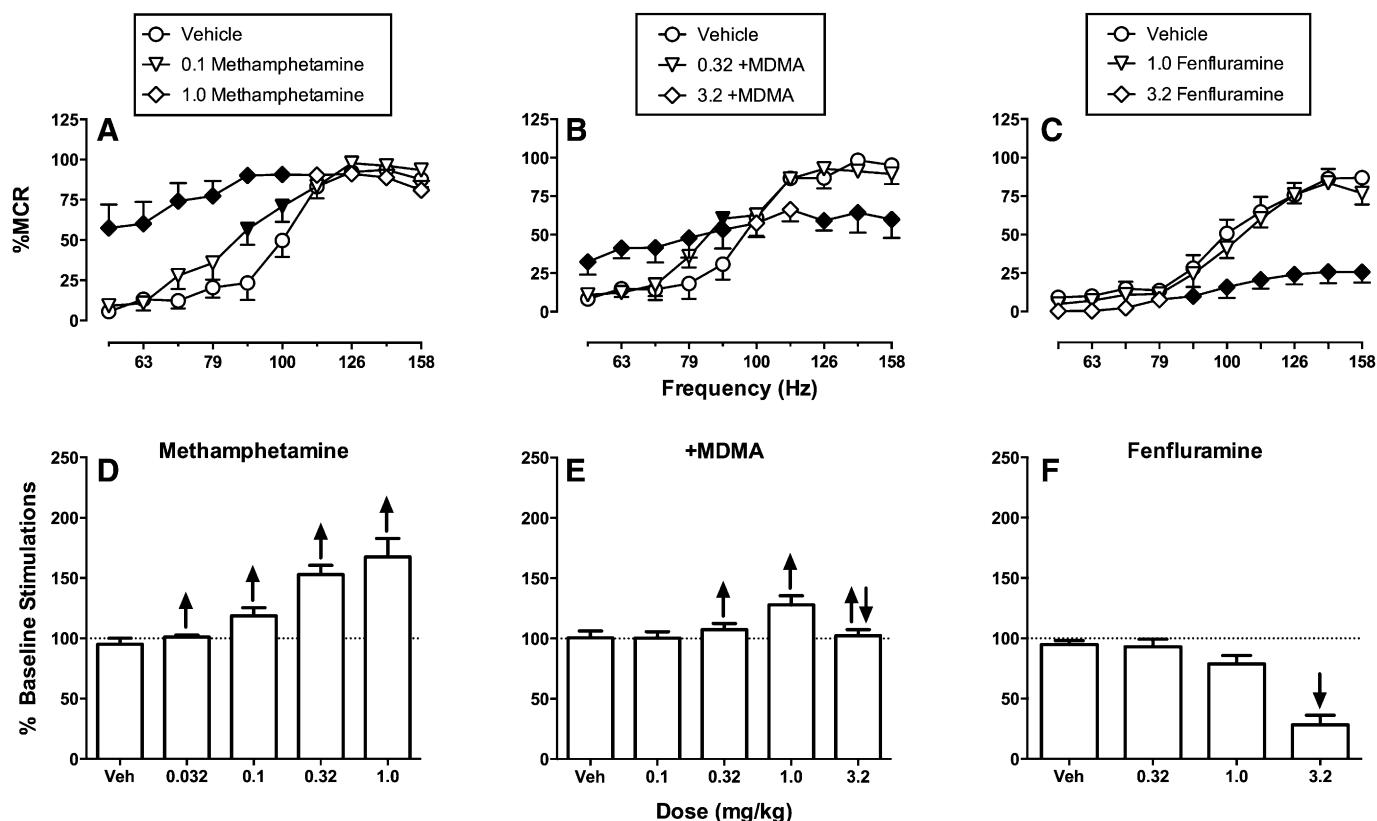 Vehicle
0.1 Methamphetamine
1.0 Methamphetamine
Vehicle
0.32 +MDMA
3.2 +MDMA
Vehicle
1.0 Fenfluramine
3.2 Fenfluramine
A
%MCR
125
100
75
50
25
0
63 79 100 126 158
B
125
100
75
50
25
0
63 79 100 126 158
C
125
100
75
50
25
0
63 79 100 126 158
Frequency (Hz)
Methamphetamine
D
% Baseline Stimulations
250
200
150
100
50
0
Veh 0.032 0.1 0.32 1.0
+MDMA
E
250
200
150
100
50
0
Veh 0.1 0.32 1.0 3.2
Fenfluramine
F
250
200
150
100
50
0
Veh 0.32 1.0 3.2
Dose (mg/kg)